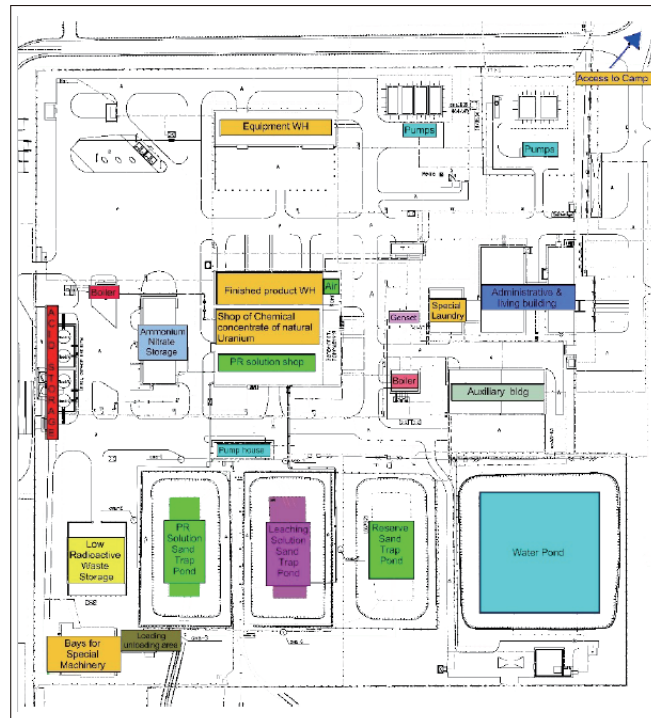 Access to Camp
Equipment WH
Pumps
Pumps
Boiler
Finished product WH
Air
Administrative &
living building
Shop of Chemical
concentrate of natural
Uranium
Genset
Special
Laundry
ACID STORAGE
Ammonium
Nitrate
Storage
PR solution shop
Boiler
Auxiliary bldg
Pump house
PR
Solution
Sand
Trap
Pond
Leaching
Solution
Sand
Trap
Pond
Reserve
Sand
Trap
Pond
Water Pond
Low
Radioactive
Waste
Storage
Bays for
Special
Machinery
Loading
unloading area